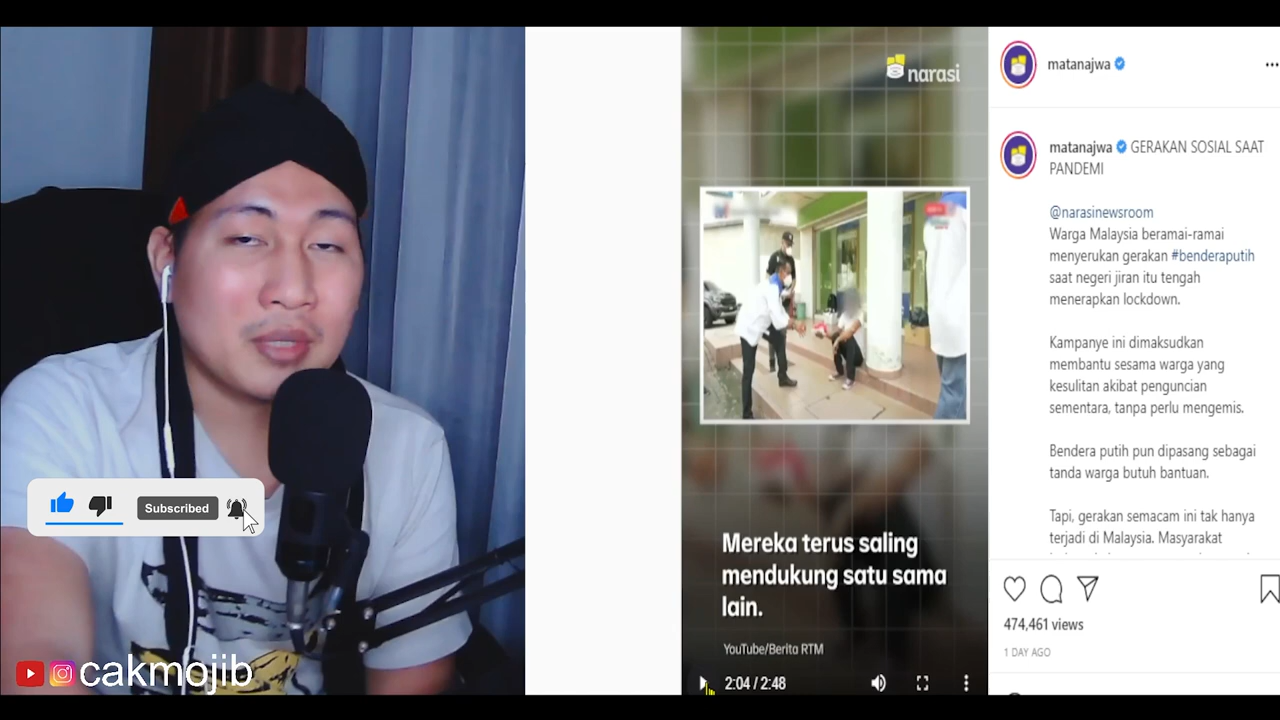 narasi
matanajwa
matanajwa GERAKAN SOSIAL SAAT
PANDEMI
@narasinewsroom
Warga Malaysia beramai-ramai
menyerukan gerakan #benderaputih
saat negeri jiran itu tengah
menerapkan lockdown.
Kampanye ini dimaksudkan
membantu sesama warga yang
kesulitan akibat penguncian
sementara, tanpa perlu mengemis.
Bendera putih pun dipasang sebagai
tanda warga butuh bantuan.
Tapi, gerakan semacam ini tak hanya
terjadi di Malaysia. Masyarakat
Mereka terus saling
mendukung satu sama
lain.
YouTube/Berita RTM
2:04 / 2:48
474,461 views
1 DAY AGO
Subscribed
cakmojib